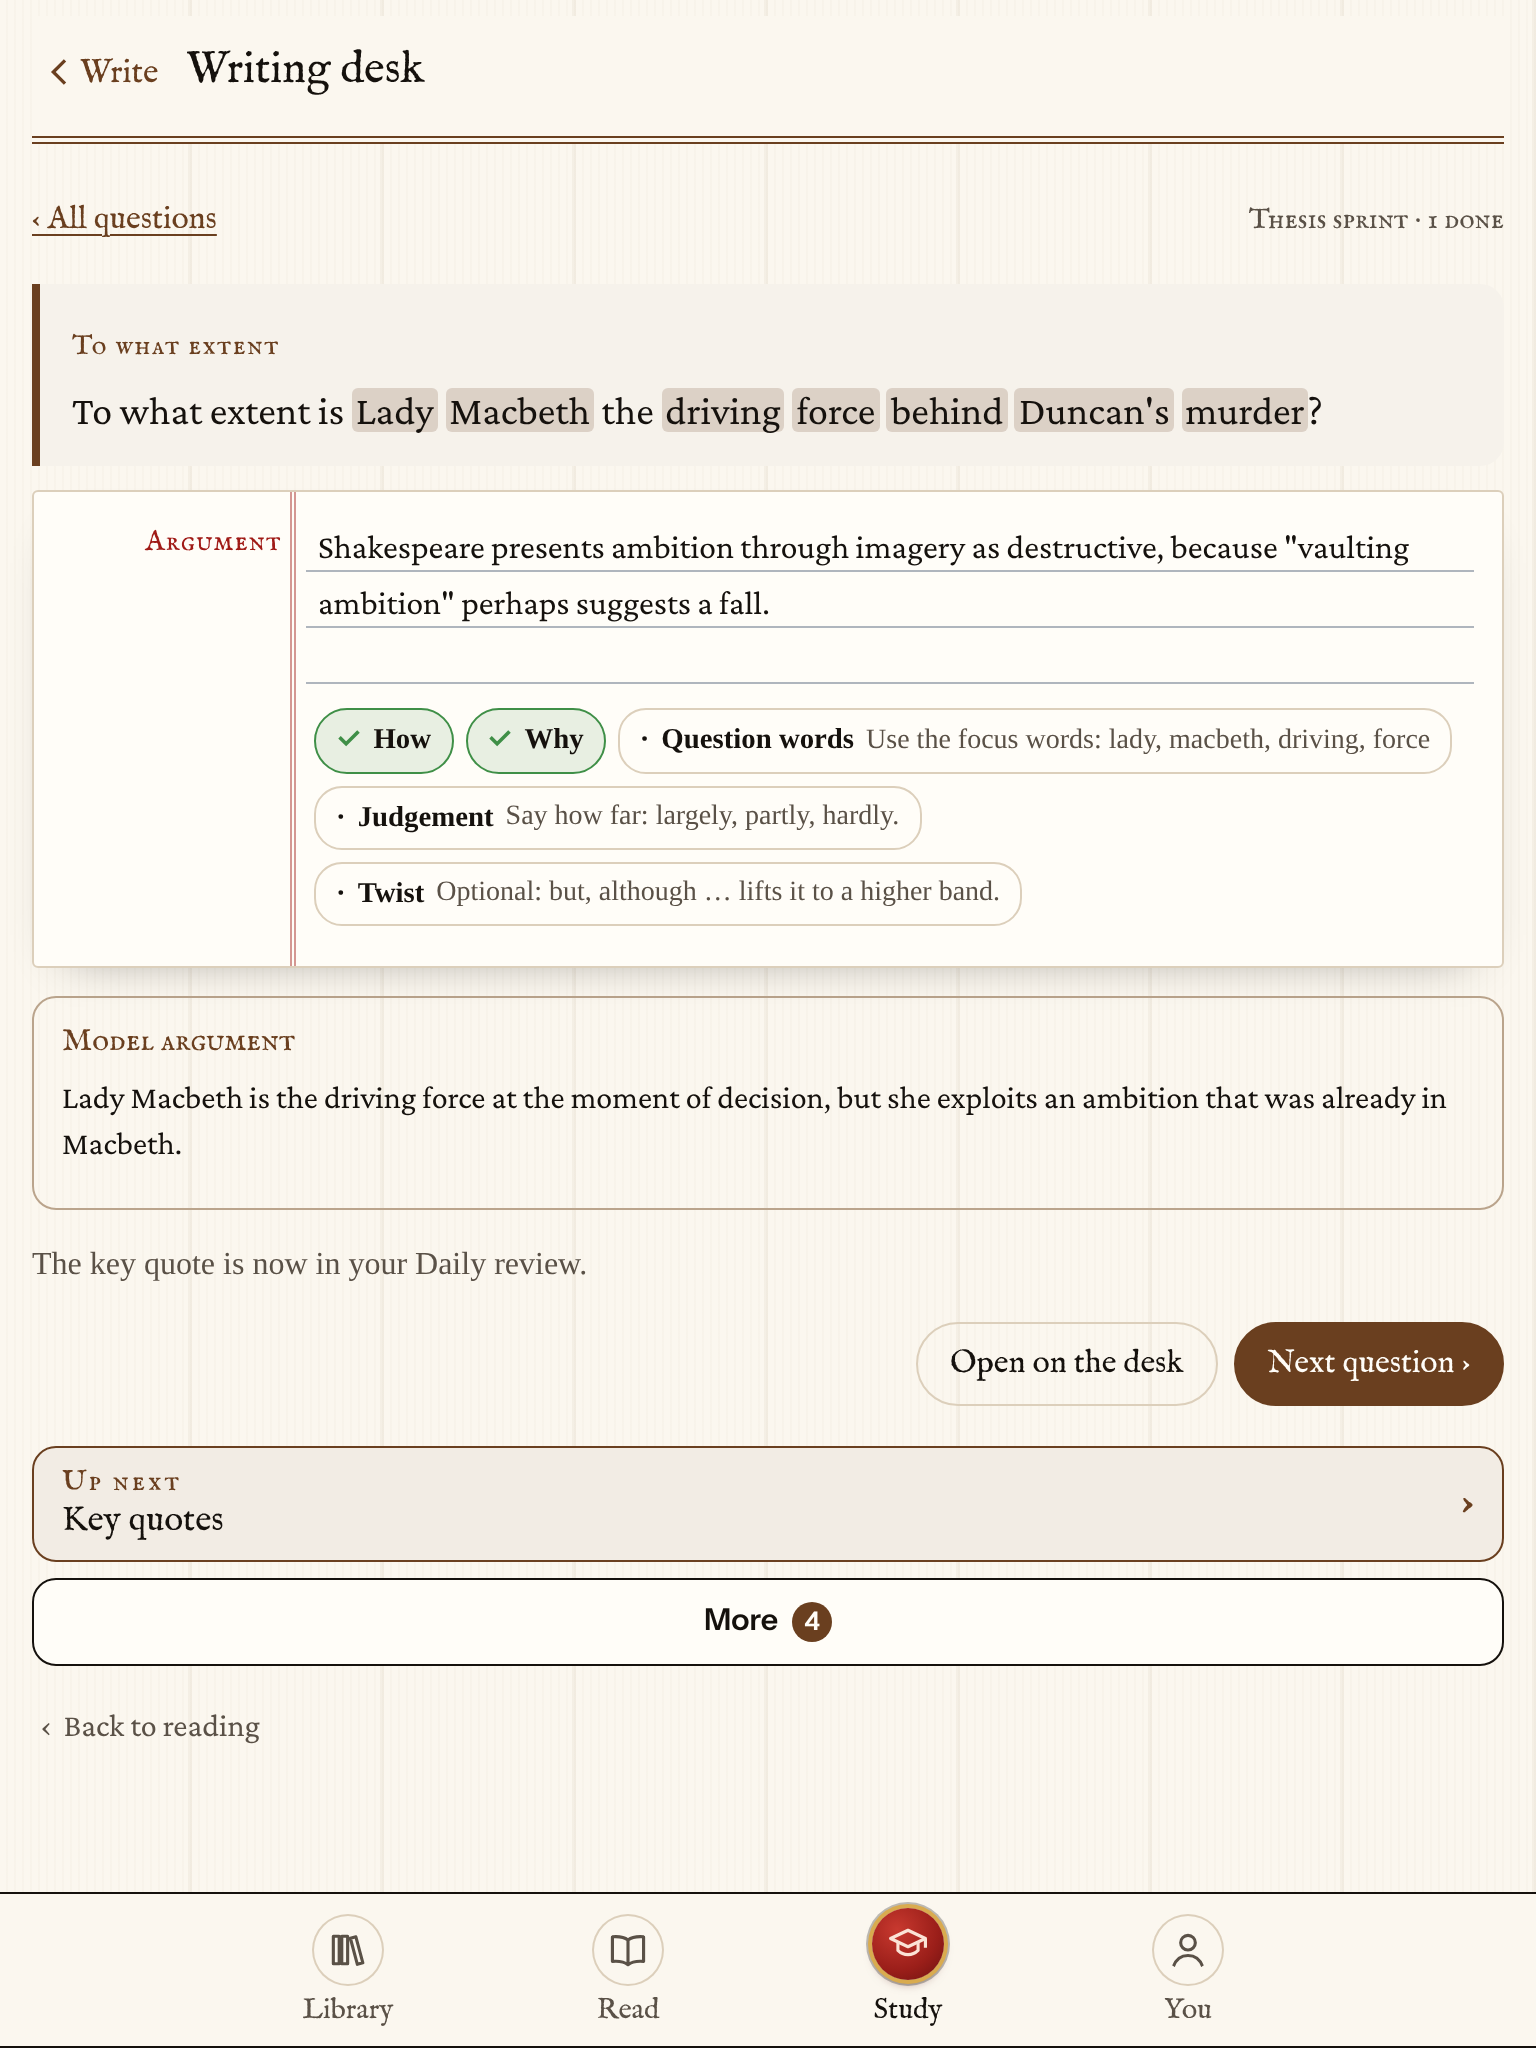 Write Writing desk
‹ All questions
Thesis sprint · 1 done
To what extent
To what extent is Lady Macbeth the driving force behind Duncan's murder?
Argument
Shakespeare presents ambition through imagery as destructive, because "vaulting
ambition" perhaps suggests a fall.
How
Why
· Question words Use the focus words: lady, macbeth, driving, force
· Judgement Say how far: largely, partly, hardly.
· Twist Optional: but, although … lifts it to a higher band.
Model argument
Lady Macbeth is the driving force at the moment of decision, but she exploits an ambition that was already in
Macbeth.
The key quote is now in your Daily review.
Open on the desk
Next question ›
Up next
Key quotes ›
More 4
‹ Back to reading
Library
Read
Study
You